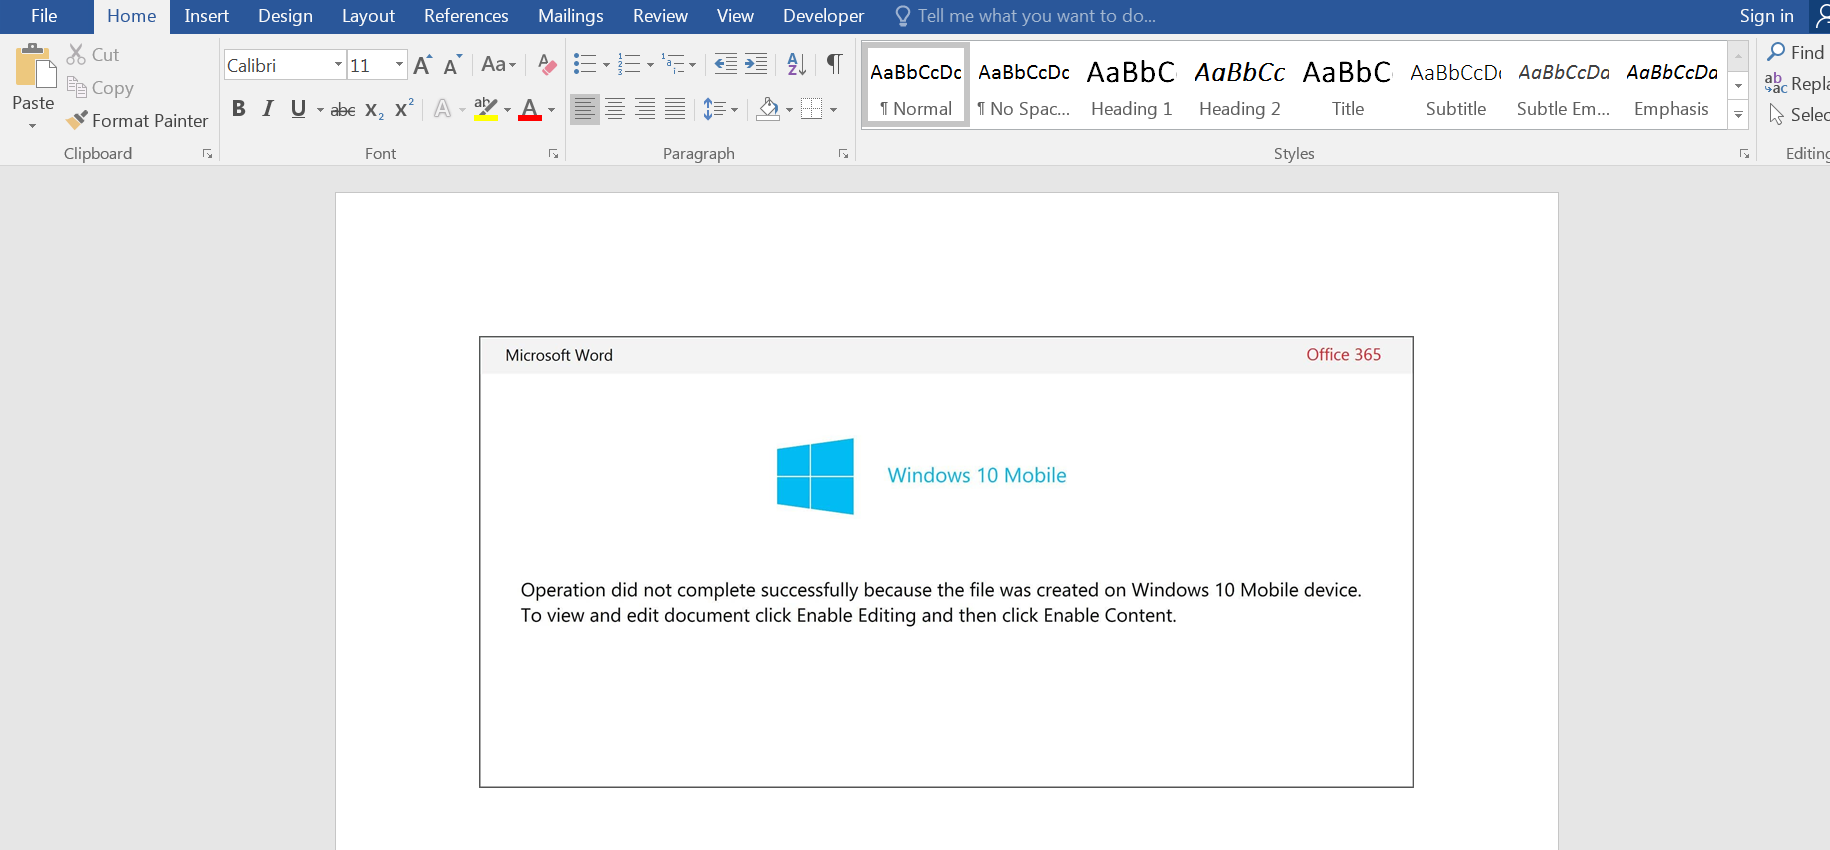 File Home Insert Design Layout References Mailings Review View Developer Tell me what you want to do... Sign in
Cut
Copy
Paste
Format Painter
Clipboard
Calibri 11 A A Aa A
B I U abc X₂ X² A ab A
Font
Paragraph
AaBbCcDc AaBbCcDc AaBbC AaBbCc AaBbC AaBbCcD AaBbCcDa AaBbCcDa
¶ Normal ¶ No Spac... Heading 1 Heading 2 Title Subtitle Subtle Em... Emphasis
Styles
Find
Repla
Selec
Editing
Microsoft Word Office 365
Windows 10 Mobile
Operation did not complete successfully because the file was created on Windows 10 Mobile device.
To view and edit document click Enable Editing and then click Enable Content.